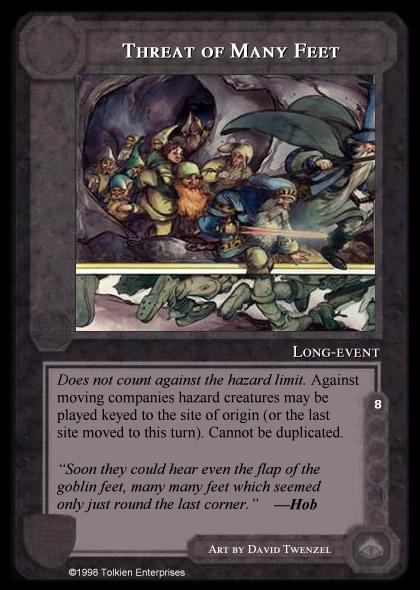 THREAT OF MANY FEET
LONG-EVENT
Does not count against the hazard limit. Against
moving companies hazard creatures may be
played keyed to the site of origin (or the last
site moved to this turn). Cannot be duplicated.
8
“Soon they could hear even the flap of the
goblin feet, many many feet which seemed
only just round the last corner.” —Hob
ART BY DAVID TWENZEL
©1998 Tolkien Enterprises